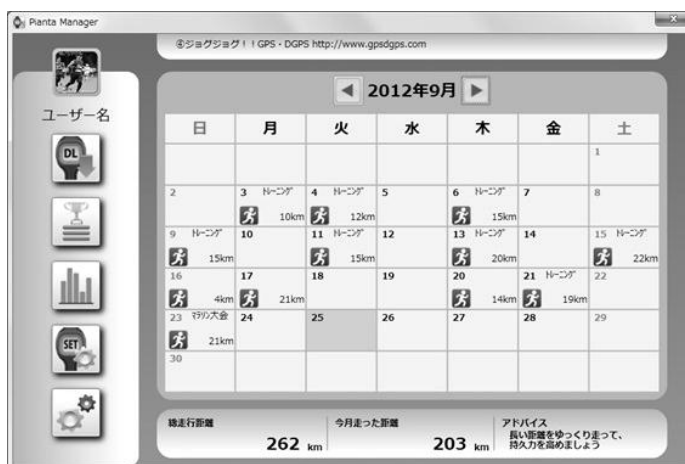 Pianta Manager
④ジョグジョグ！！GPS・DGPS http://www.gpsdgps.com
ユーザー名
DL
SET
2012年9月
日 月 火 水 木 金 土
1
2 3 トレーニング 4 トレーニング 5 6 トレーニング 7 8
10km 12km 15km
9 トレーニング 10 11 トレーニング 12 13 トレーニング 14 15 トレーニング
15km 15km 20km 22km
16 17 18 19 20 21 トレーニング 22
4km 21km 14km 19km
23 マラソン大会 24 25 26 27 28 29
21km
30
総走行距離 今月走った距離 アドバイス
262 km 203 km 長い距離をゆっくり走って、
持久力を高めましょう